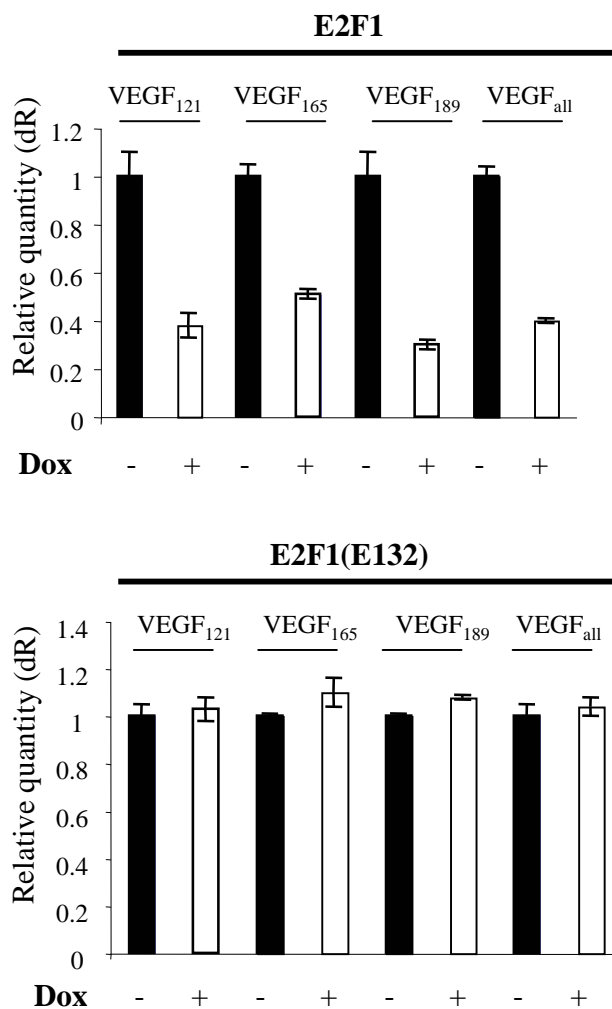 E2F1
VEGF121 VEGF165 VEGF189 VEGFall
Relative quantity (dR)
1.2
1
0.8
0.6
0.4
0.2
0
Dox - + - + - + - +
E2F1(E132)
VEGF121 VEGF165 VEGF189 VEGFall
Relative quantity (dR)
1.4
1.2
1
0.8
0.6
0.4
0.2
0
Dox - + - + - + - +